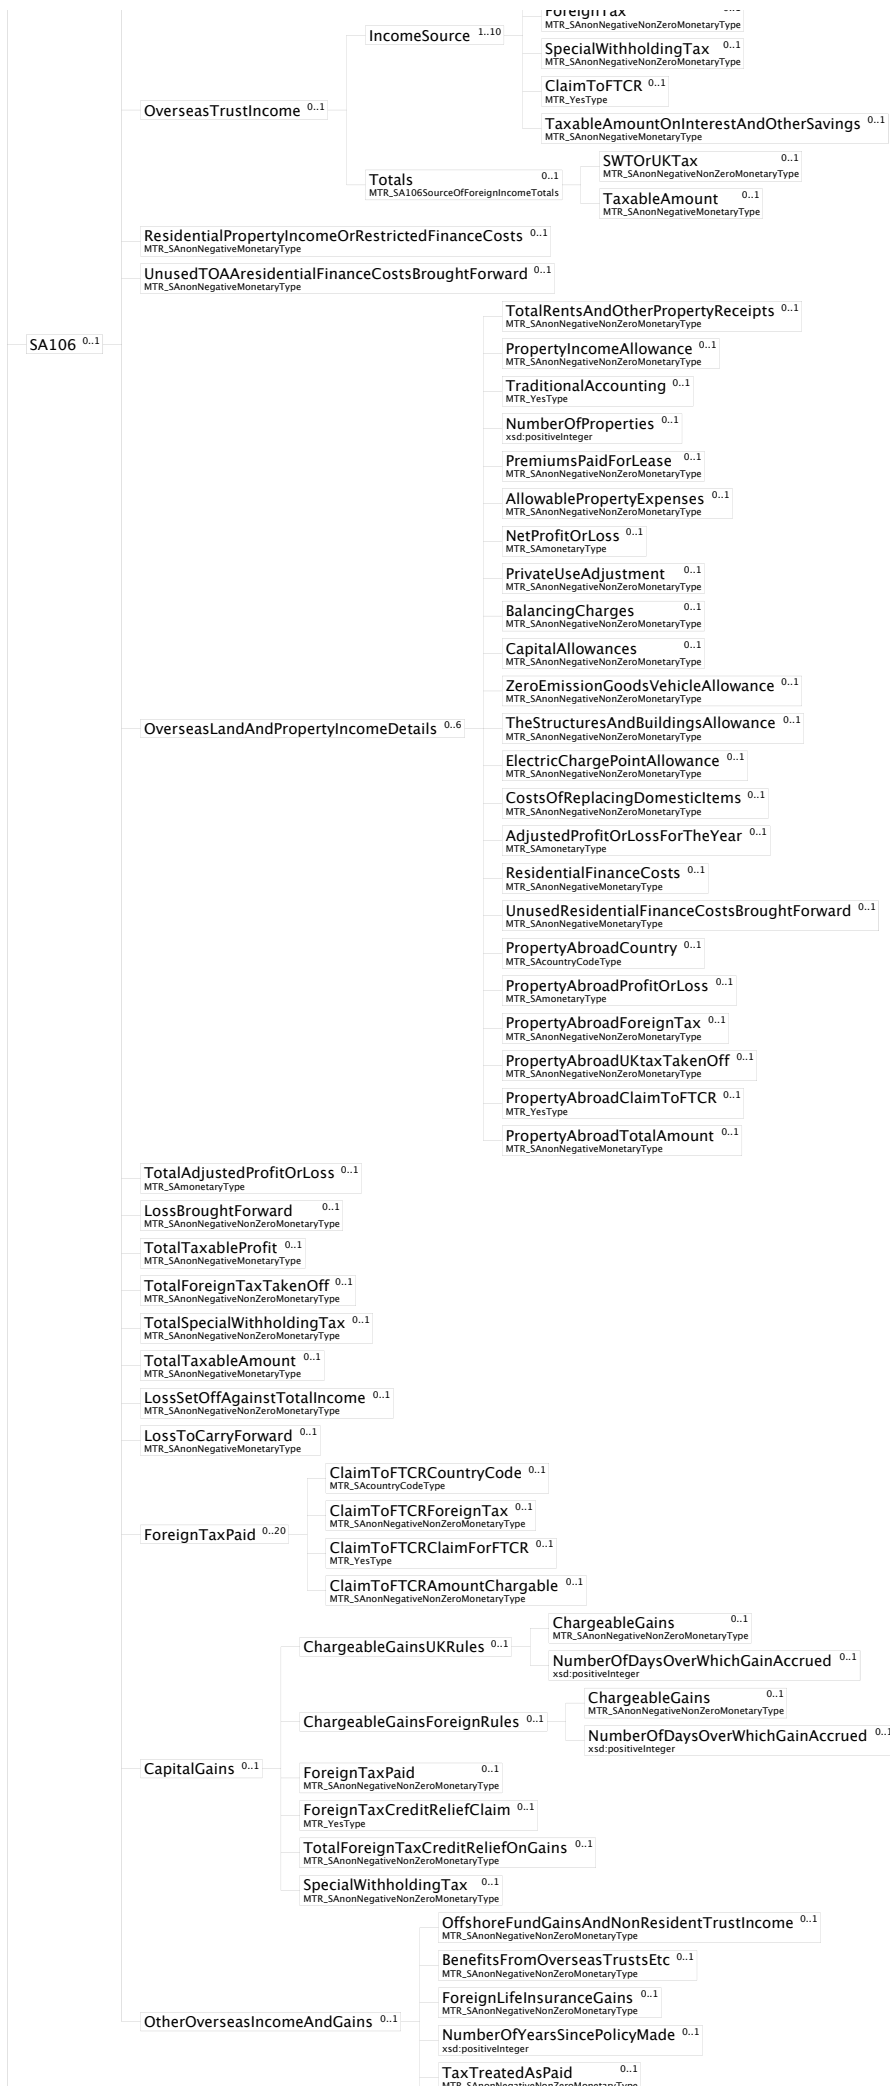 ForeignTax 0..1
MTR_SAnonNegativeNonZeroMonetaryType
IncomeSource 1..10
SpecialWithholdingTax 0..1
MTR_SAnonNegativeNonZeroMonetaryType
ClaimToFTCR 0..1
MTR_YesType
OverseasTrustIncome 0..1
TaxableAmountOnInterestAndOtherSavings 0..1
MTR_SAnonNegativeMonetaryType
Totals 0..1
MTR_SA106SourceOfForeignIncomeTotals
SWTOrUKTax 0..1
MTR_SAnonNegativeNonZeroMonetaryType
TaxableAmount 0..1
MTR_SAnonNegativeMonetaryType
ResidentialPropertyIncomeOrRestrictedFinanceCosts 0..1
MTR_SAnonNegativeMonetaryType
UnusedTOAAresidentialFinanceCostsBroughtForward 0..1
MTR_SAnonNegativeMonetaryType
SA106 0..1
TotalRentsAndOtherPropertyReceipts 0..1
MTR_SAnonNegativeNonZeroMonetaryType
PropertyIncomeAllowance 0..1
MTR_SAnonNegativeNonZeroMonetaryType
TraditionalAccounting 0..1
MTR_YesType
NumberOfProperties 0..1
xsd:positiveInteger
PremiumsPaidForLease 0..1
MTR_SAnonNegativeNonZeroMonetaryType
AllowablePropertyExpenses 0..1
MTR_SAnonNegativeNonZeroMonetaryType
NetProfitOrLoss 0..1
MTR_SAmonetaryType
PrivateUseAdjustment 0..1
MTR_SAnonNegativeNonZeroMonetaryType
BalancingCharges 0..1
MTR_SAnonNegativeNonZeroMonetaryType
CapitalAllowances 0..1
MTR_SAnonNegativeNonZeroMonetaryType
ZeroEmissionGoodsVehicleAllowance 0..1
MTR_SAnonNegativeNonZeroMonetaryType
OverseasLandAndPropertyIncomeDetails 0..6
TheStructuresAndBuildingsAllowance 0..1
MTR_SAnonNegativeNonZeroMonetaryType
ElectricChargePointAllowance 0..1
MTR_SAnonNegativeNonZeroMonetaryType
CostsOfReplacingDomesticItems 0..1
MTR_SAnonNegativeNonZeroMonetaryType
AdjustedProfitOrLossForTheYear 0..1
MTR_SAmonetaryType
ResidentialFinanceCosts 0..1
MTR_SAnonNegativeMonetaryType
UnusedResidentialFinanceCostsBroughtForward 0..1
MTR_SAnonNegativeMonetaryType
PropertyAbroadCountry 0..1
MTR_SAcountryCodeType
PropertyAbroadProfitOrLoss 0..1
MTR_SAmonetaryType
PropertyAbroadForeignTax 0..1
MTR_SAnonNegativeNonZeroMonetaryType
PropertyAbroadUKtaxTakenOff 0..1
MTR_SAnonNegativeNonZeroMonetaryType
PropertyAbroadClaimToFTCR 0..1
MTR_YesType
PropertyAbroadTotalAmount 0..1
MTR_SAnonNegativeMonetaryType
TotalAdjustedProfitOrLoss 0..1
MTR_SAmonetaryType
LossBroughtForward 0..1
MTR_SAnonNegativeNonZeroMonetaryType
TotalTaxableProfit 0..1
MTR_SAnonNegativeMonetaryType
TotalForeignTaxTakenOff 0..1
MTR_SAnonNegativeNonZeroMonetaryType
TotalSpecialWithholdingTax 0..1
MTR_SAnonNegativeNonZeroMonetaryType
TotalTaxableAmount 0..1
MTR_SAnonNegativeMonetaryType
LossSetOffAgainstTotalIncome 0..1
MTR_SAnonNegativeNonZeroMonetaryType
LossToCarryForward 0..1
MTR_SAnonNegativeMonetaryType
ForeignTaxPaid 0..20
ClaimToFTCRCountryCode 0..1
MTR_SAcountryCodeType
ClaimToFTCRForeignTax 0..1
MTR_SAnonNegativeNonZeroMonetaryType
ClaimToFTCRClaimForFTCR 0..1
MTR_YesType
ClaimToFTCRAmountChargable 0..1
MTR_SAnonNegativeNonZeroMonetaryType
ChargeableGainsUKRules 0..1
ChargeableGains 0..1
MTR_SAnonNegativeNonZeroMonetaryType
NumberOfDaysOverWhichGainAccrued 0..1
xsd:positiveInteger
ChargeableGainsForeignRules 0..1
ChargeableGains 0..1
MTR_SAnonNegativeNonZeroMonetaryType
NumberOfDaysOverWhichGainAccrued 0..1
xsd:positiveInteger
CapitalGains 0..1
ForeignTaxPaid 0..1
MTR_SAnonNegativeNonZeroMonetaryType
ForeignTaxCreditReliefClaim 0..1
MTR_YesType
TotalForeignTaxCreditReliefOnGains 0..1
MTR_SAnonNegativeNonZeroMonetaryType
SpecialWithholdingTax 0..1
MTR_SAnonNegativeNonZeroMonetaryType
OtherOverseasIncomeAndGains 0..1
OffshoreFundGainsAndNonResidentTrustIncome 0..1
MTR_SAnonNegativeNonZeroMonetaryType
BenefitsFromOverseasTrustsEtc 0..1
MTR_SAnonNegativeNonZeroMonetaryType
ForeignLifeInsuranceGains 0..1
MTR_SAnonNegativeNonZeroMonetaryType
NumberOfYearsSincePolicyMade 0..1
xsd:positiveInteger
TaxTreatedAsPaid 0..1
MTR_SAnonNegativeNonZeroMonetaryType